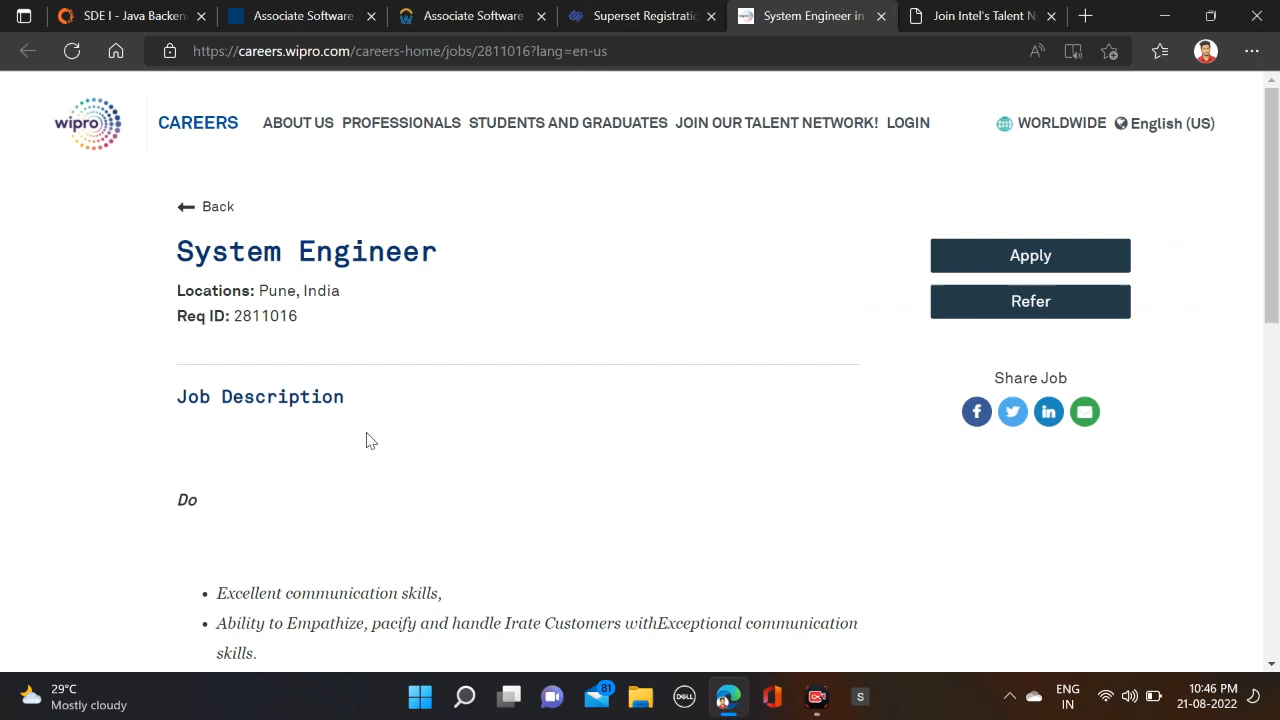 SDE I - Java Backen
Associate Software
Associate Software
Superset Registratio
System Engineer in
Join Intel's Talent N
https://careers.wipro.com/careers-home/jobs/2811016?lang=en-us
wipro
CAREERS
ABOUT US PROFESSIONALS STUDENTS AND GRADUATES JOIN OUR TALENT NETWORK! LOGIN
WORLDWIDE English (US)
Back
System Engineer
Apply
Locations: Pune, India
Refer
Req ID: 2811016
Share Job
Job Description
Do
• Excellent communication skills,
• Ability to Empathize, pacify and handle Irate Customers withExceptional communication
skills.
29°C
Mostly cloudy
81
DELL
S
ENG
IN
10:46 PM
21-08-2022